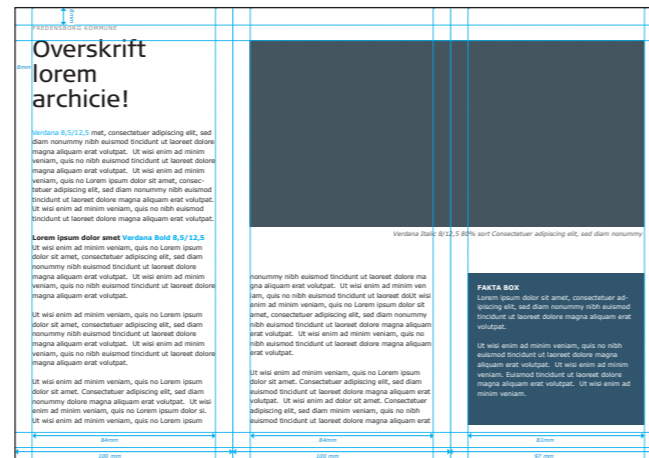 8mm
FREDENSBORG KOMMUNE
Overskrift
lorem
archicie!
8mm
Verdana 8,5/12,5 met, consectetuer adipiscing elit, sed
diam nonummy nibh euismod tincidunt ut laoreet dolore
magna aliquam erat volutpat. Ut wisi enim ad minim
veniam, quis no nibh euismod tincidunt ut laoreet dolore
magna aliquam erat volutpat. Ut wisi enim ad minim
veniam, quis no Lorem ipsum dolor sit amet, consec-
tetuer adipiscing elit, sed diam nonummy nibh euismod
tincidunt ut laoreet dolore magna aliquam erat volutpat.
Ut wisi enim ad minim veniam, quis no nibh euismod
tincidunt ut laoreet dolore magna aliquam erat volutpat.
Lorem ipsum dolor smet Verdana Bold 8,5/12,5
Ut wisi enim ad minim veniam, quis no Lorem ipsum
dolor sit amet, consectetuer adipiscing elit, sed diam
nonummy nibh euismod tincidunt ut laoreet dolore
magna aliquam erat volutpat. Ut wisi enim ad minim
veniam, quis no nibh euismod tincidunt ut laoreet dolore
magna aliquam erat volutpat.
Ut wisi enim ad minim veniam, quis no Lorem ipsum
dolor sit amet, consectetuer adipiscing elit, sed diam
nonummy nibh euismod tincidunt ut laoreet dolore
magna aliquam erat volutpat. Ut wisi enim ad minim
veniam, quis no nibh euismod tincidunt ut laoreet dolore
magna aliquam erat volutpat.
Ut wisi enim ad minim veniam, quis no Lorem ipsum
dolor sit amet. Consectetuer adipiscing elit, sed diam
nonummy dolore magna aliquam erat volutpat. Ut wisi
enim ad minim veniam, quis no Lorem ipsum dolor si.
Ut wisi enim ad minim veniam, quis no Lorem ipsum
Verdana Italic 8/12,5 80% sort Consectetuer adipiscing elit, sed diam nonummy
nonummy nibh euismod tincidunt ut laoreet dolore ma
gna aliquam erat volutpat. Ut wisi enim ad minim ven
iam, quis no nibh euismod tincidunt ut laoreet doUt wisi
enim ad minim veniam, quis no Lorem ipsum dolor sit
amet, consectetuer adipiscing elit, sed diam nonummy
nibh euismod tincidunt ut laoreet dolore magna aliquam
erat volutpat. Ut wisi enim ad minim veniam, quis no
nibh euismod tincidunt ut laoreet dolore magna aliquam
erat volutpat.
Ut wisi enim ad minim veniam, quis no Lorem ipsum
dolor sit amet. Consectetuer adipiscing elit, sed diam
euismod tincidunt ut laoreet dolore magna aliquam erat
volutpat. Ut wisi enim ad dolor sit amet. Consectetuer
adipiscing elit, sed diam minim veniam, quis no nibh
euismod tincidunt ut laoreet dolore magna aliquam erat
FAKTA BOX
Lorem ipsum dolor sit amet, consectetuer ad-
ipiscing elit, sed diam nonummy nibh euismod
tincidunt ut laoreet dolore magna aliquam erat
volutpat.
Ut wisi enim ad minim veniam, quis no nibh
euismod tincidunt ut laoreet dolore magna
aliquam erat volutpat. Ut wisi enim ad minim
veniam. Euismod tincidunt ut laoreet dolore
magna aliquam erat volutpat. Ut wisi enim ad
minim veniam.
84mm
84mm
81mm
100 mm
100 mm
97 mm